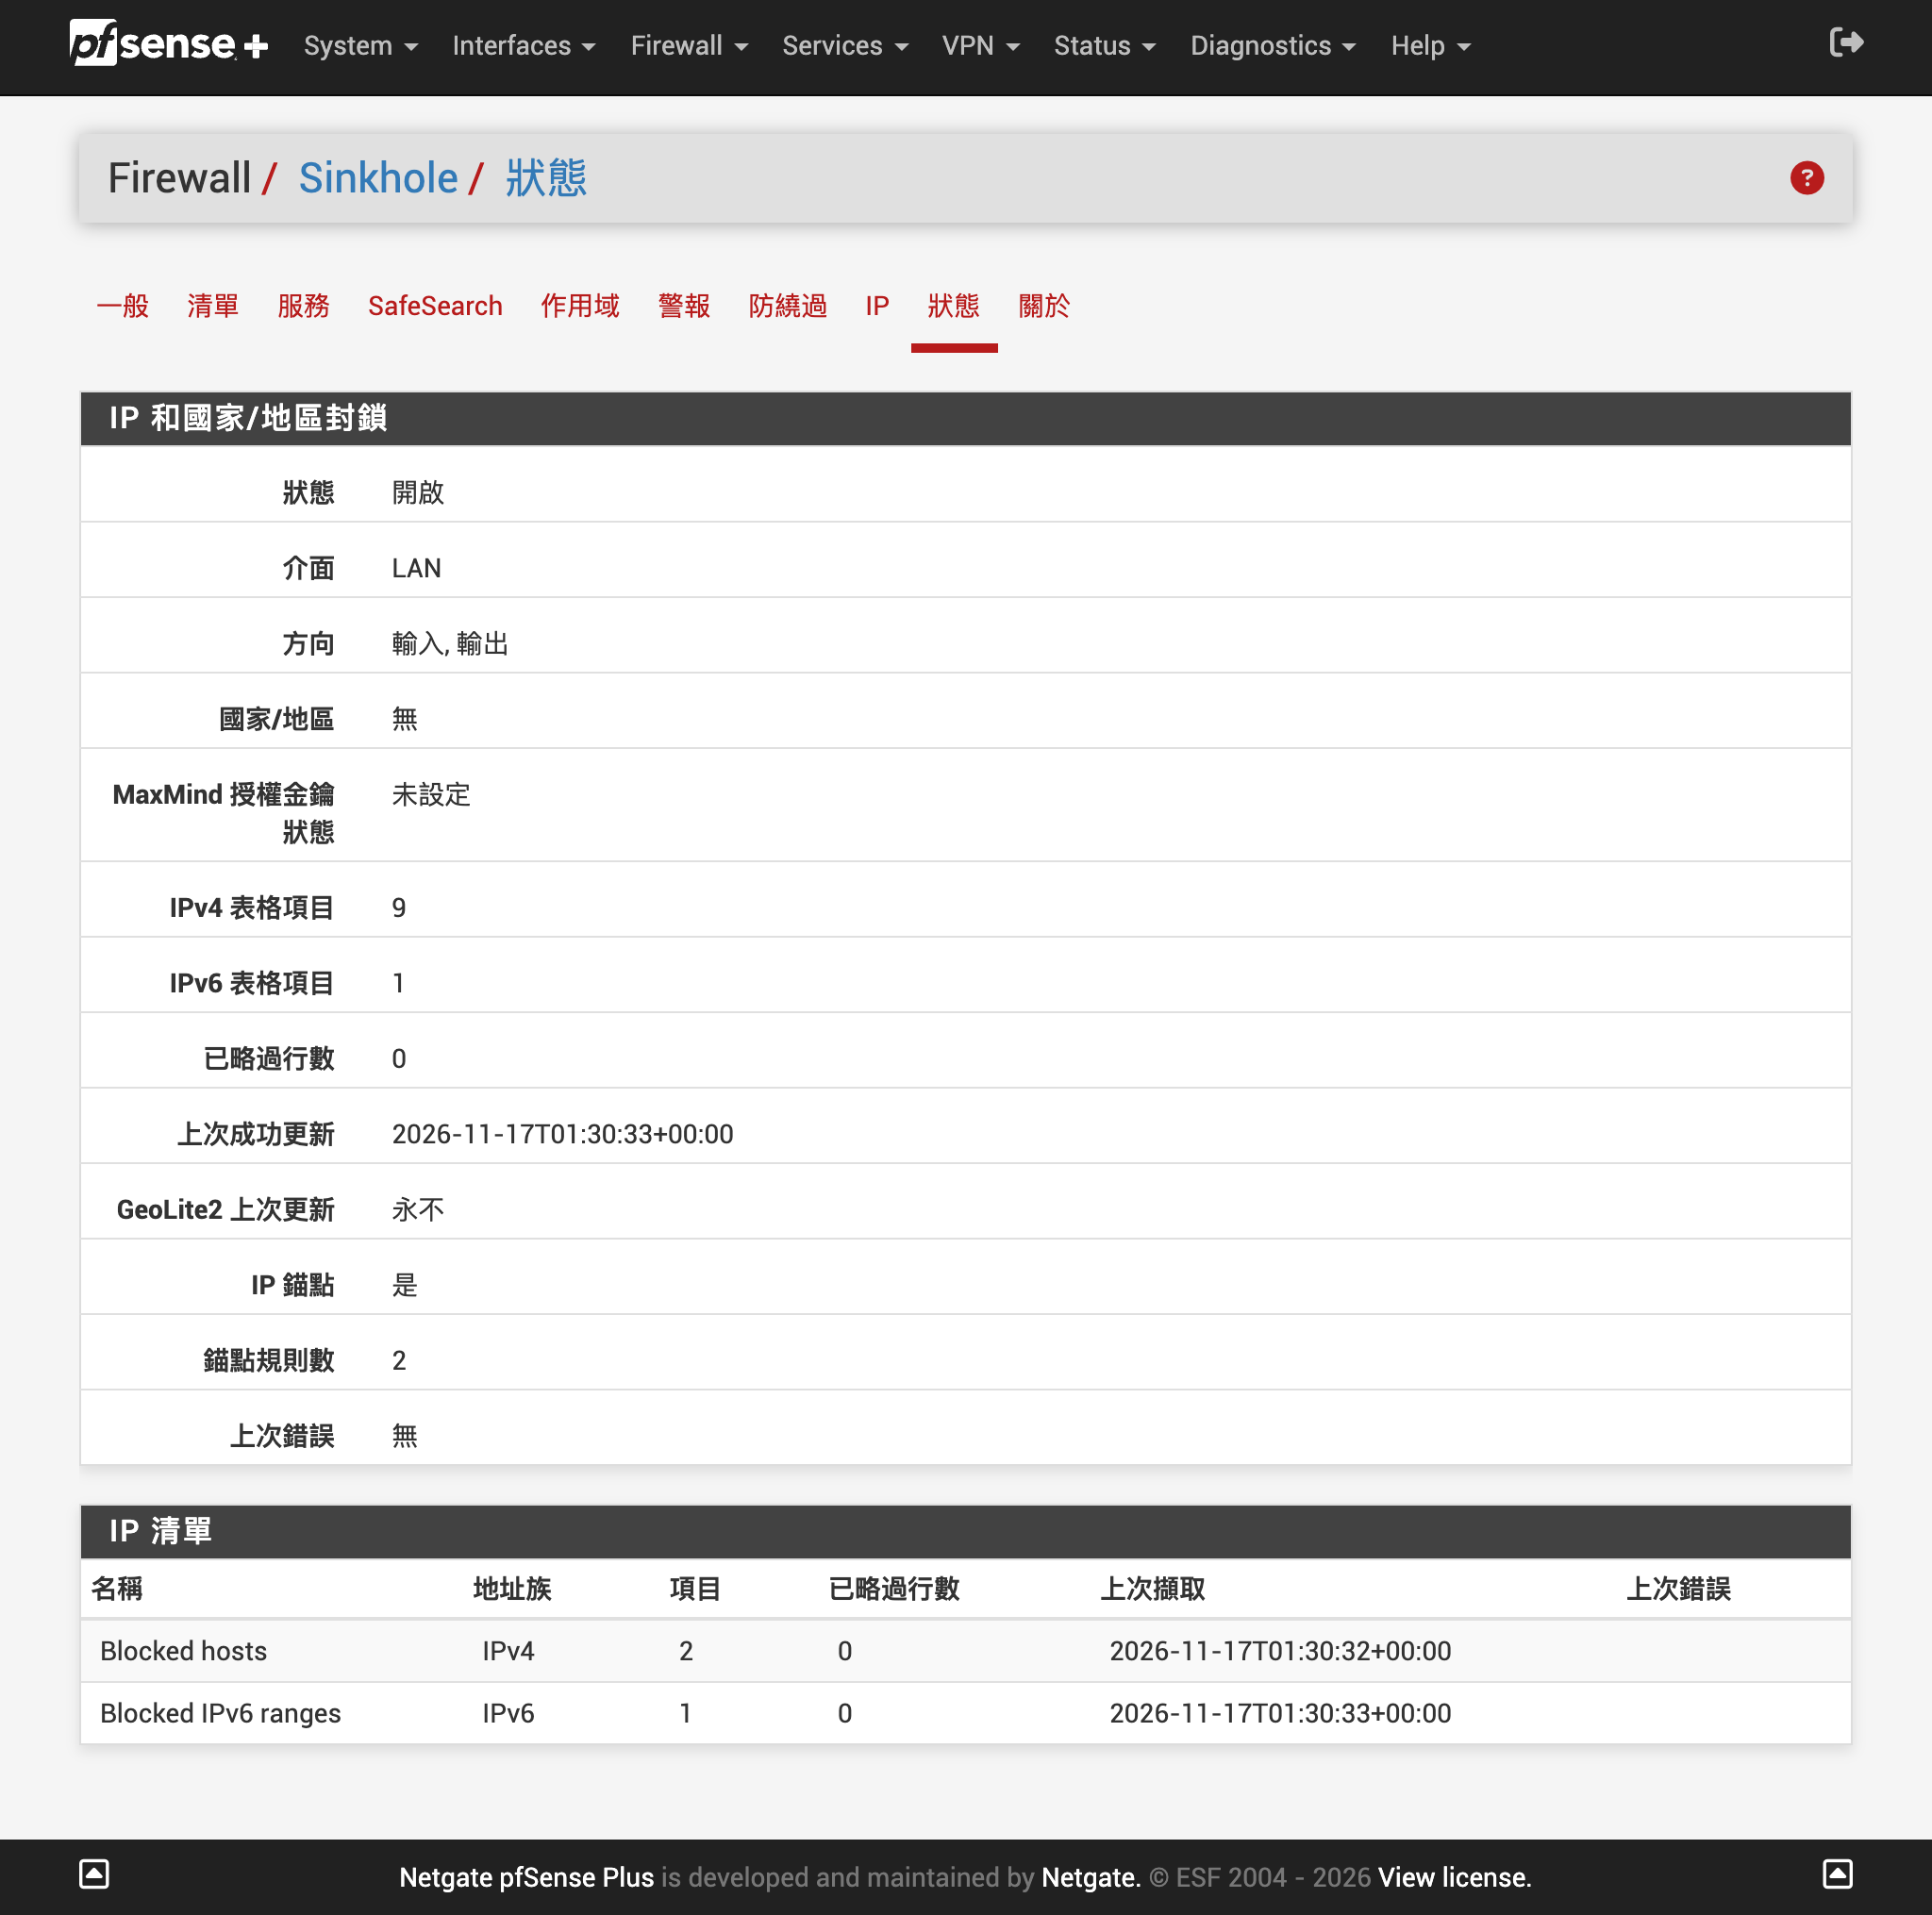 pfsense+ System Interfaces Firewall Services VPN Status Diagnostics Help
Firewall / Sinkhole / 狀態
一般 清單 服務 SafeSearch 作用域 警報 防繞過 IP 狀態 關於
IP 和國家/地區封鎖
狀態 開啟
介面 LAN
方向 輸入, 輸出
國家/地區 無
MaxMind 授權金鑰 未設定
狀態
IPv4 表格項目 9
IPv6 表格項目 1
已略過行數 0
上次成功更新 2026-11-17T01:30:33+00:00
GeoLite2 上次更新 永不
IP 錨點 是
錨點規則數 2
上次錯誤 無
IP 清單
名稱 地址族 項目 已略過行數 上次擷取 上次錯誤
Blocked hosts IPv4 2 0 2026-11-17T01:30:32+00:00
Blocked IPv6 ranges IPv6 1 0 2026-11-17T01:30:33+00:00
Netgate pfSense Plus is developed and maintained by Netgate. © ESF 2004 - 2026 View license.